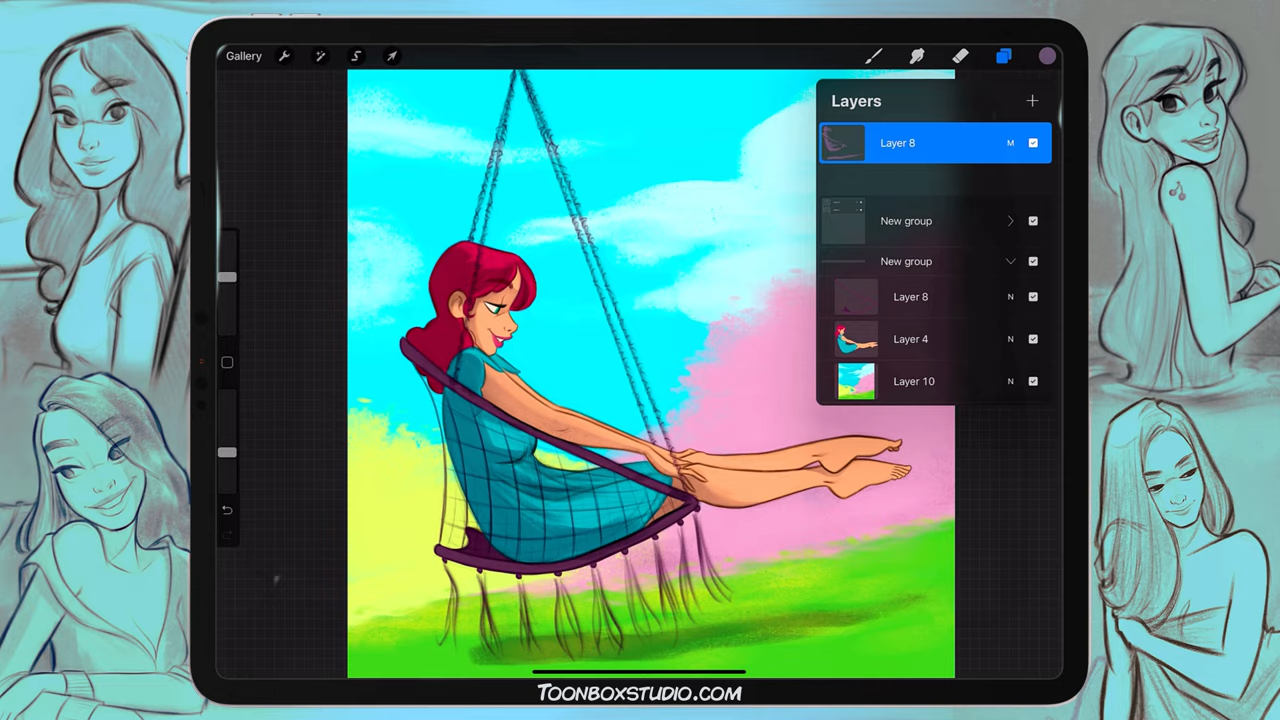 Gallery
Layers
Layer 8 M
New group
New group
Layer 8 N
Layer 4 N
Layer 10 N
TOONBOXSTUDIO.COM